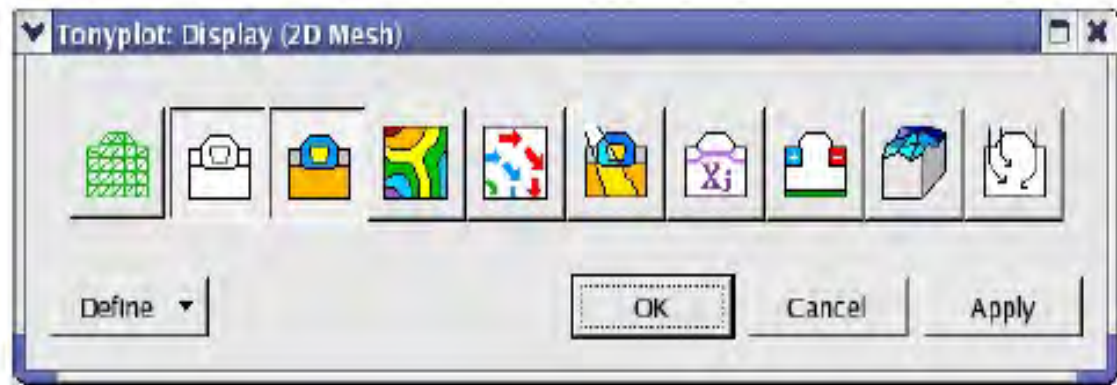 Tonyplot: Display (2D Mesh)
Xj
Define
OK
Cancel
Apply